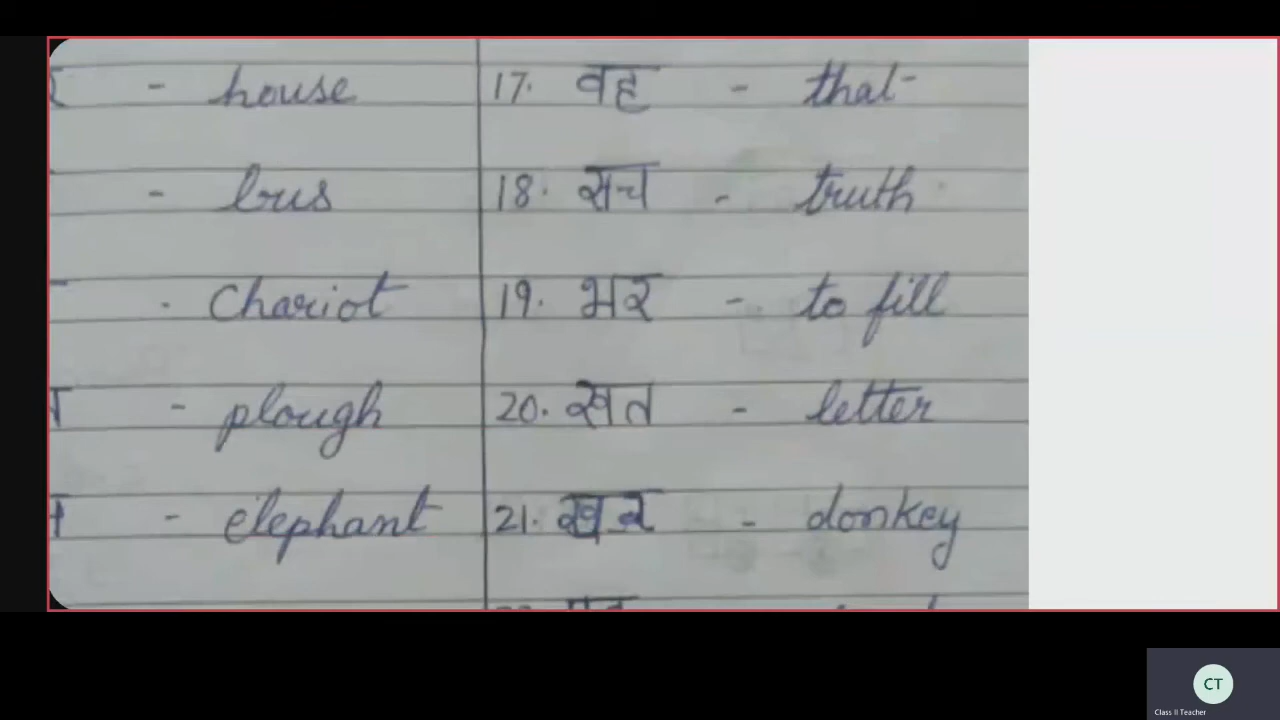 - house 17. वह - that
- bus 18. सच - truth
- Chariot 19. भर - to fill
- plough 20. खत - letter
- elephant 21. खर - donkey
CT
Class II Teacher